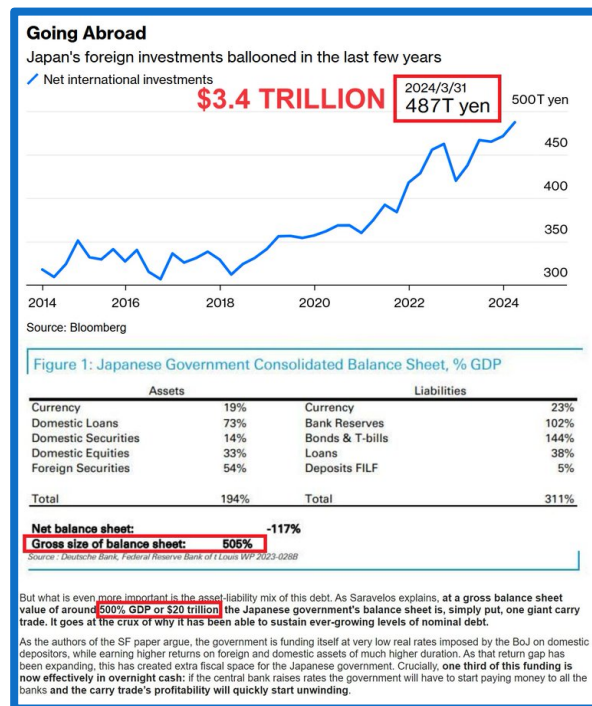 Going Abroad
Japan's foreign investments ballooned in the last few years
Net international investments
$3.4 TRILLION
2024/3/31
487T yen
500T yen
450
400
350
300
2014 2016 2018 2020 2022 2024
Source: Bloomberg
Figure 1: Japanese Government Consolidated Balance Sheet, % GDP
Assets Liabilities
Currency 19% Currency 23%
Domestic Loans 73% Bank Reserves 102%
Domestic Securities 14% Bonds & T-bills 144%
Domestic Equities 33% Loans 38%
Foreign Securities 54% Deposits FILF 5%
Total 194% Total 311%
Net balance sheet: -117%
Gross size of balance sheet: 505%
Source : Deutsche Bank, Federal Reserve Bank of t Louis WP 2023-028B
But what is even more important is the asset-liability mix of this debt. As Saravelos explains, at a gross balance sheet
value of around 500% GDP or $20 trillion, the Japanese government's balance sheet is, simply put, one giant carry
trade. It goes at the crux of why it has been able to sustain ever-growing levels of nominal debt.
As the authors of the SF paper argue, the government is funding itself at very low real rates imposed by the BoJ on domestic
depositors, while earning higher returns on foreign and domestic assets of much higher duration. As that return gap has
been expanding, this has created extra fiscal space for the Japanese government. Crucially, one third of this funding is
now effectively in overnight cash: if the central bank raises rates the government will have to start paying money to all the
banks and the carry trade's profitability will quickly start unwinding.